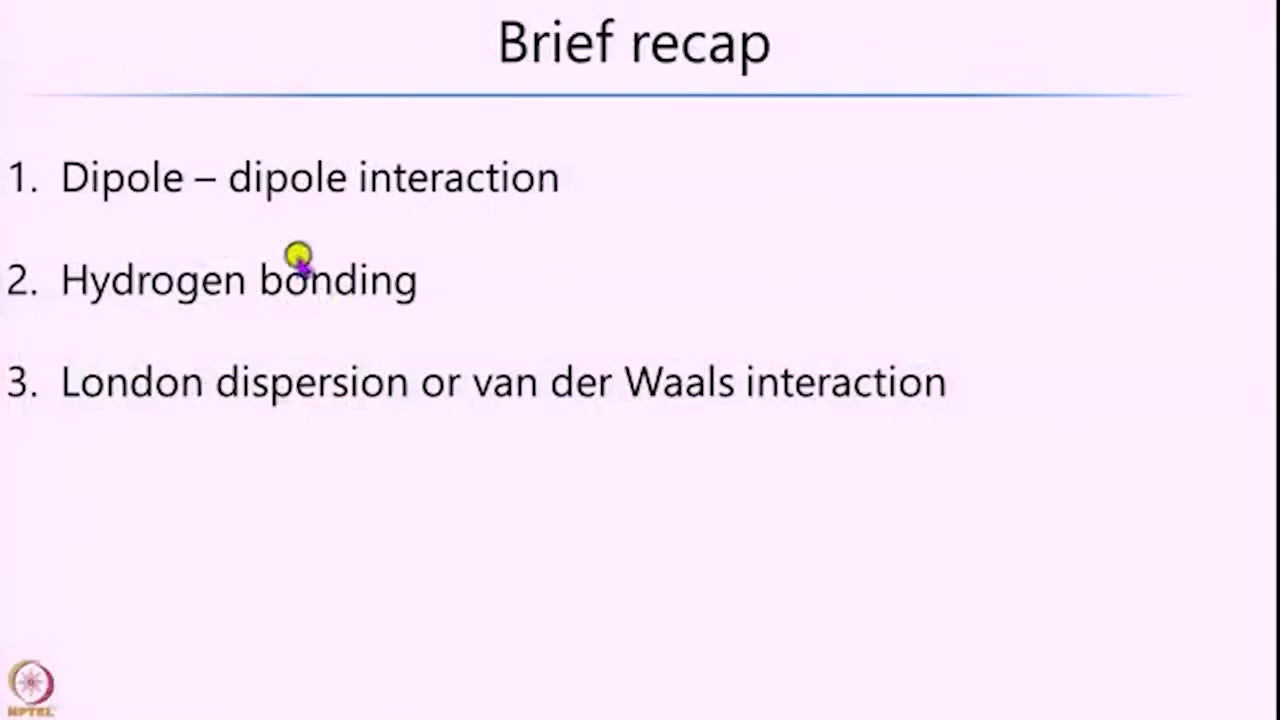 Brief recap
1. Dipole – dipole interaction
2. Hydrogen bonding
3. London dispersion or van der Waals interaction
NPTEL